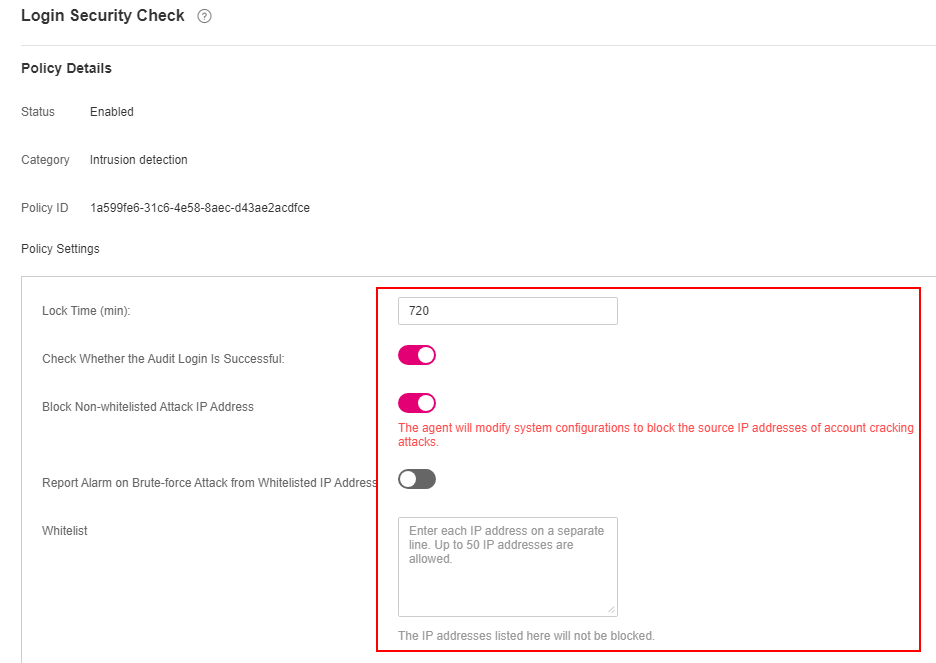 Login Security Check ?
Policy Details
Status Enabled
Category Intrusion detection
Policy ID 1a599fe6-31c6-4e58-8aec-d43ae2acdfce
Policy Settings
Lock Time (min): 720
Check Whether the Audit Login Is Successful:
Block Non-whitelisted Attack IP Address
The agent will modify system configurations to block the source IP addresses of account cracking
attacks.
Report Alarm on Brute-force Attack from Whitelisted IP Address
Whitelist
Enter each IP address on a separate
line. Up to 50 IP addresses are
allowed.
The IP addresses listed here will not be blocked.